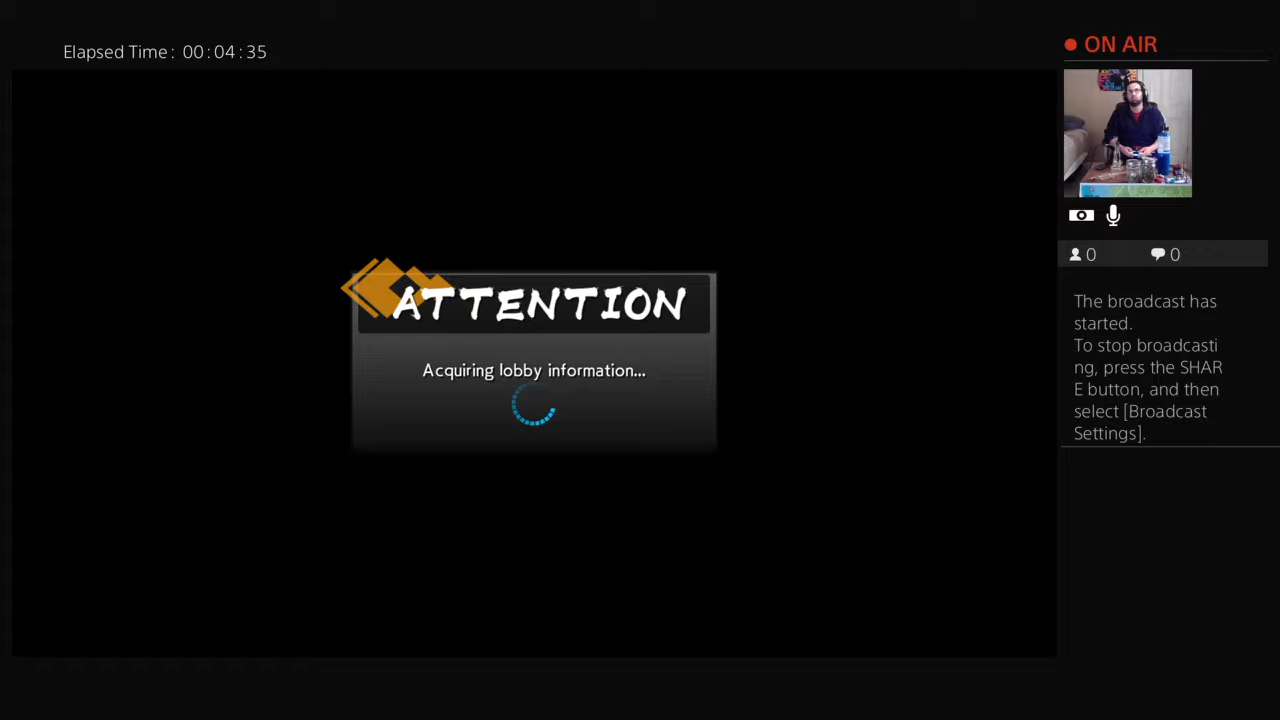 Elapsed Time: 00:04:35
ON AIR
0 0
ATTENTION
Acquiring lobby information...
The broadcast has
started.
To stop broadcasti
ng, press the SHAR
E button, and then
select [Broadcast
Settings].